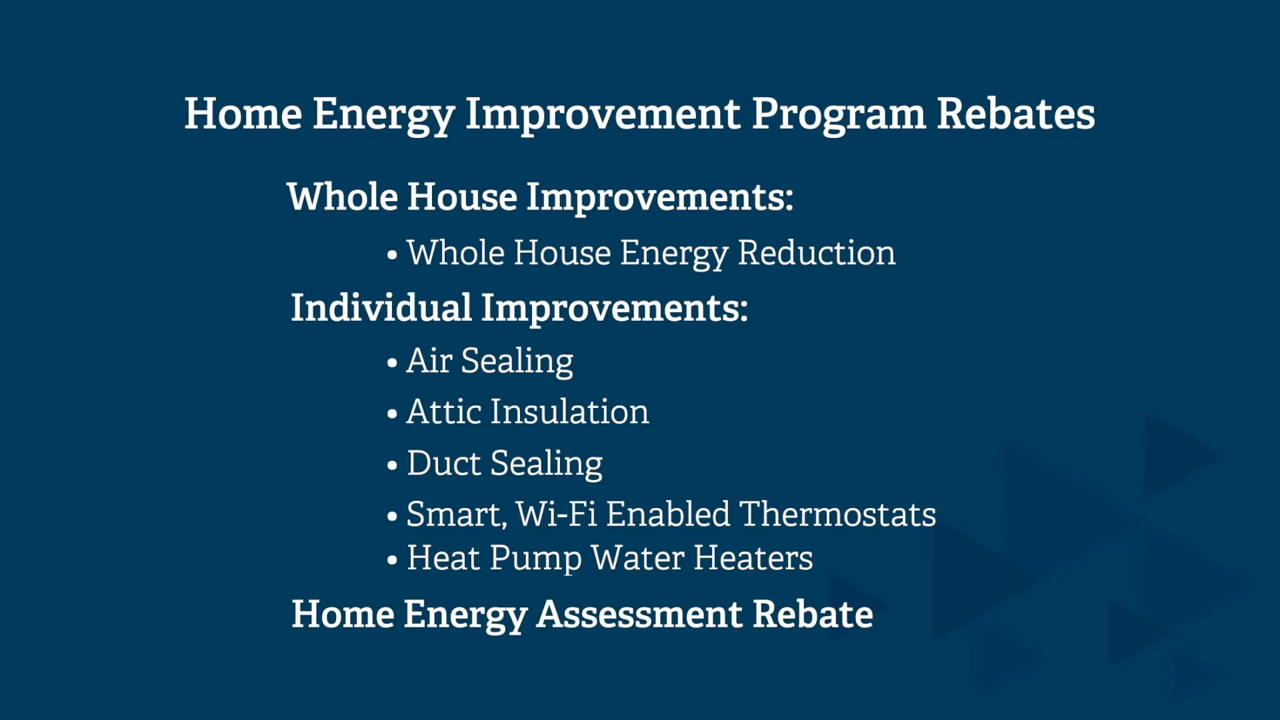 Home Energy Improvement Program Rebates
Whole House Improvements:
• Whole House Energy Reduction
Individual Improvements:
• Air Sealing
• Attic Insulation
• Duct Sealing
• Smart, Wi-Fi Enabled Thermostats
• Heat Pump Water Heaters
Home Energy Assessment Rebate